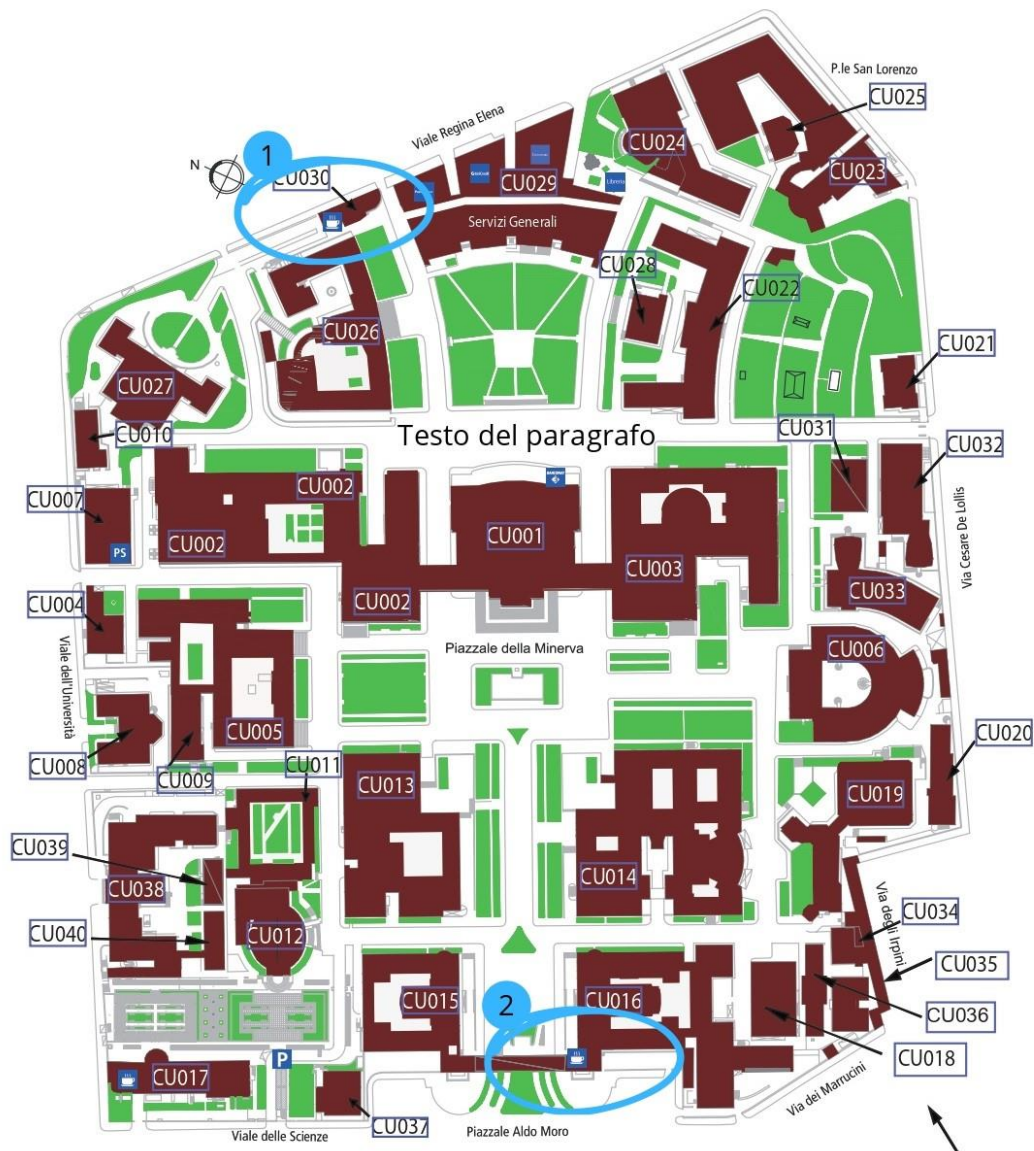 P.le San Lorenzo
CU025
Viale Regina Elena
CU024
1
N
CU030
CU023
CU029
Libreria
Servizi Generali
CU028
CU022
CU026
CU021
CU027
CU031
CU010
Testo del paragrafo
CU032
CU002
CU007
CU001
CU002
PS
CU003
Via Cesare De Lollis
CU033
CU002
CU004
Viale dell'Università
Piazzale della Minerva
CU006
CU005
CU020
CU008
CU009
CU011
CU013
CU019
CU039
CU038
CU014
Via degli Irpini
CU034
CU040
CU012
CU035
CU015
2
CU016
CU036
CU018
P
CU017
Via dei Marrucini
CU037
Viale delle Scienze
Piazzale Aldo Moro